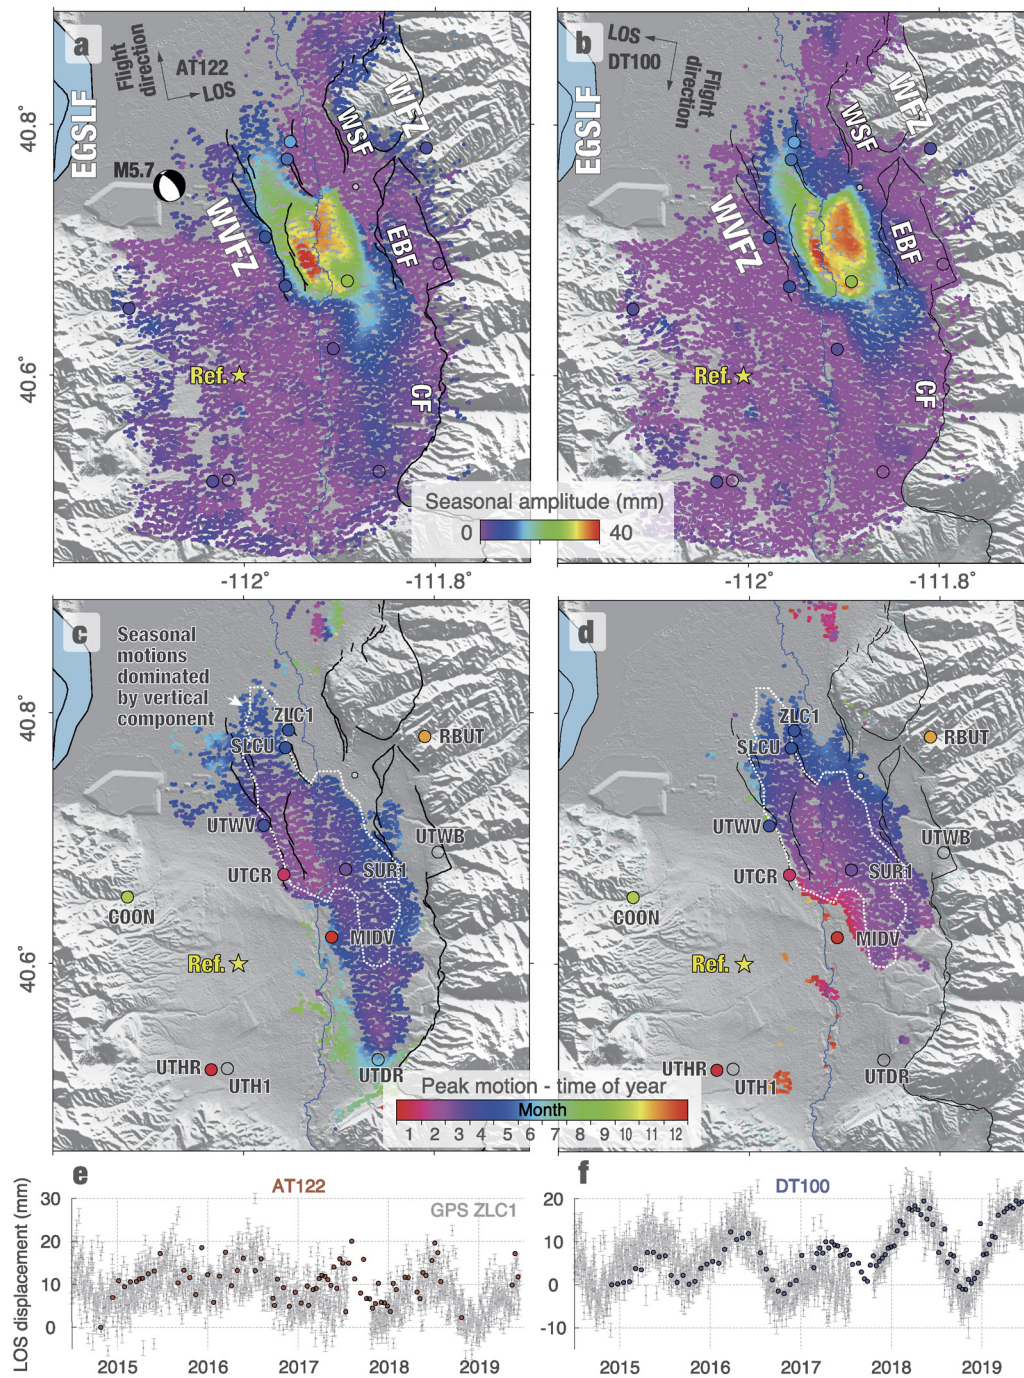 a
Flight
direction
AT122
LOS
EGSLF
M5.7
WVFZ
WSF
WFZ
EBF
CF
Ref.
40.8°
40.6°
b
LOS
DT100
Flight
direction
EGSLF
WVFZ
WSF
WFZ
EBF
CF
Ref.
Seasonal amplitude (mm)
0
40
-112°
-111.8°
-112°
-111.8°
c
Seasonal
motions
dominated
by vertical
component
ZLC1
SLCU
RBUT
UTWV
UTWB
UTCR
SUR1
COON
MIDV
Ref.
UTHR
UTH1
UTDR
40.8°
40.6°
d
ZLC1
SLCU
RBUT
UTWV
UTWB
UTCR
SUR1
COON
MIDV
Ref.
UTHR
UTH1
UTDR
Peak motion - time of year
Month
1 2 3 4 5 6 7 8 9 10 11 12
e
AT122
GPS ZLC1
LOS displacement (mm)
30
20
10
0
2015 2016 2017 2018 2019
f
DT100
20
10
0
-10
2015 2016 2017 2018 2019